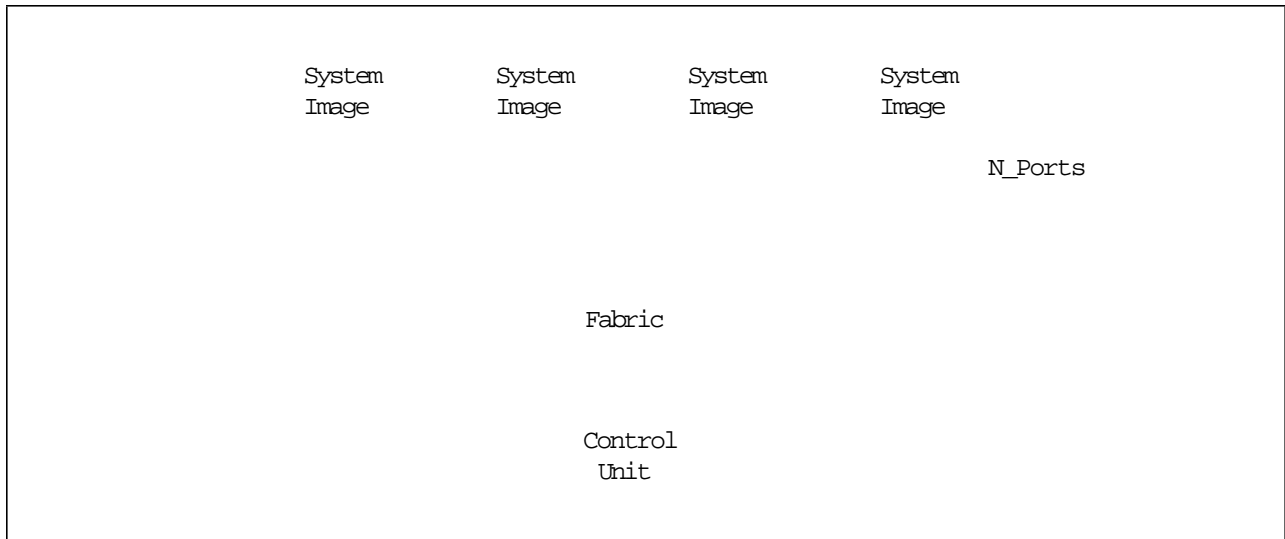 System System System System
Image Image Image Image
N_Ports
Fabric
Control
Unit